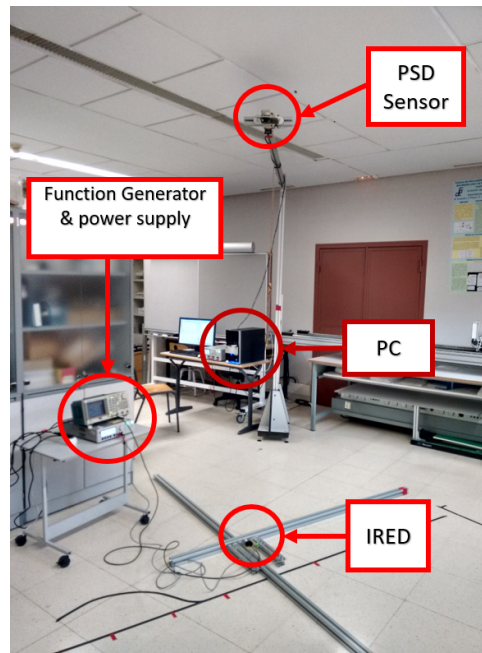 PSD
Sensor
Function Generator
& power supply
PC
IRED